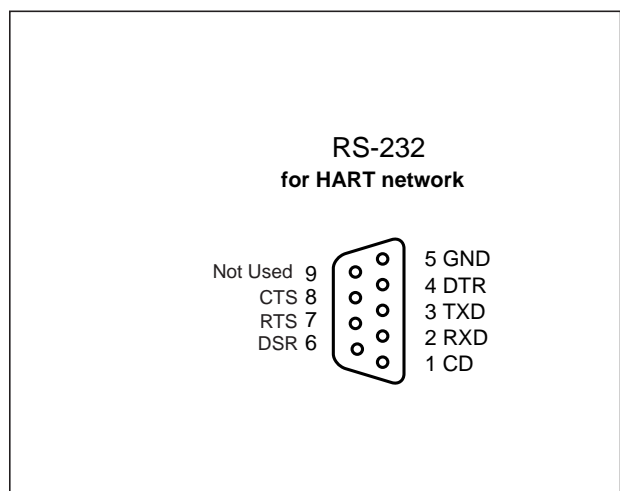 RS-232
for HART network
Not Used 9
CTS 8
RTS 7
DSR 6
5 GND
4 DTR
3 TXD
2 RXD
1 CD